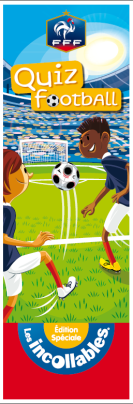 FFF
Quiz
football
Édition
Spéciale
Les
incollables